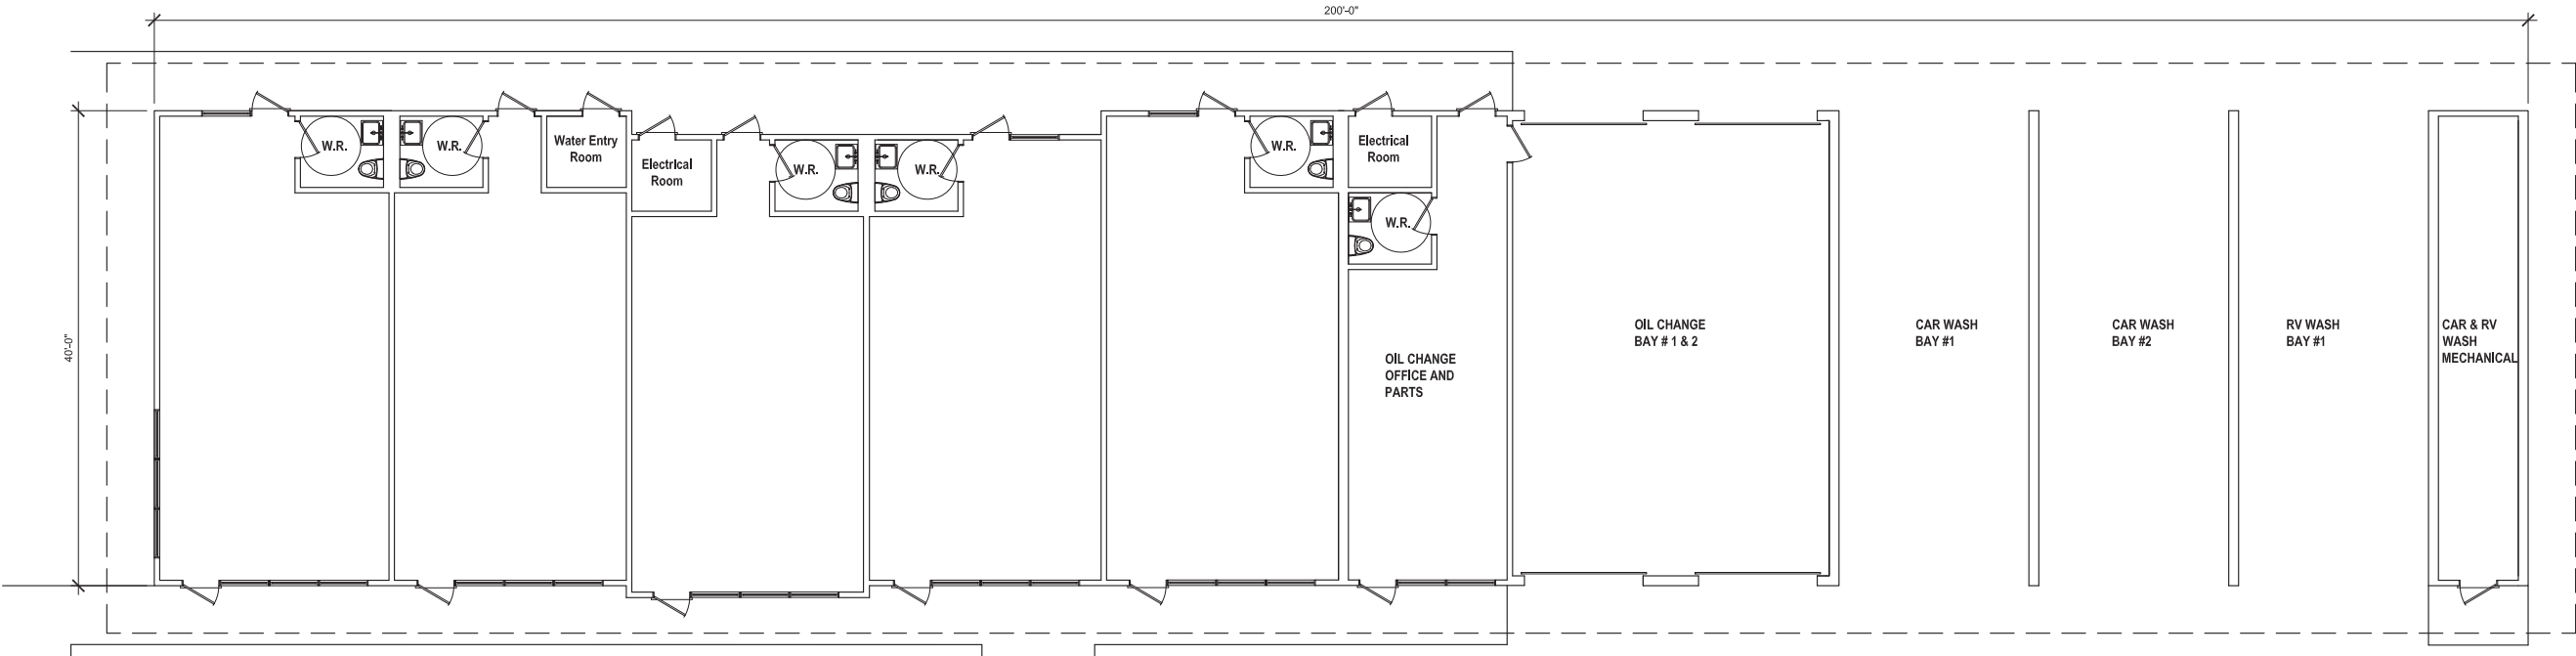 200'-0"
40'-0"
W.R.
W.R.
Water Entry
Room
Electrical
Room
W.R.
W.R.
W.R.
Electrical
Room
W.R.
OIL CHANGE
OFFICE AND
PARTS
OIL CHANGE
BAY # 1 & 2
CAR WASH
BAY #1
CAR WASH
BAY #2
RV WASH
BAY #1
CAR & RV
WASH
MECHANICAL